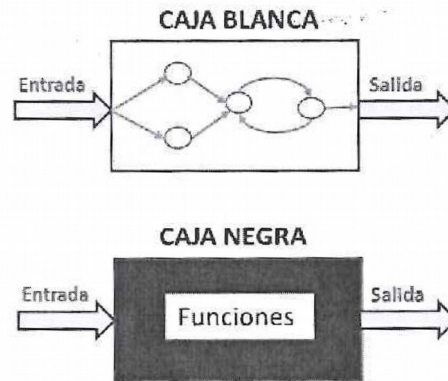 CAJA BLANCA
Entrada
Salida
CAJA NEGRA
Entrada
Funciones
Salida